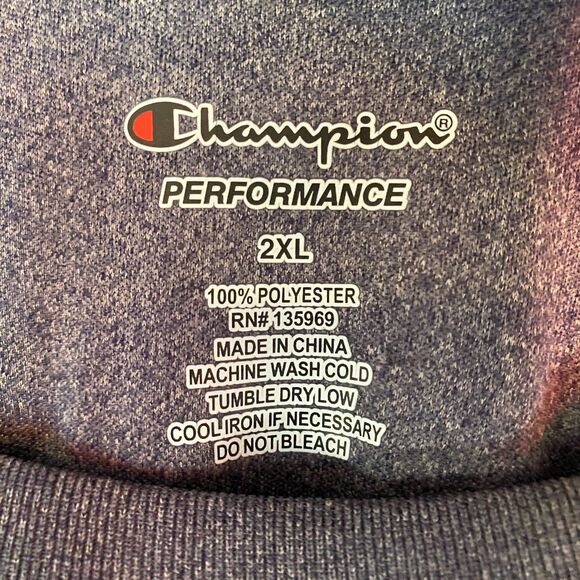 Champion®
PERFORMANCE
2XL
100% POLYESTER
RN# 135969
MADE IN CHINA
MACHINE WASH COLD
TUMBLE DRY LOW
COOL IRON IF NECESSARY
DO NOT BLEACH